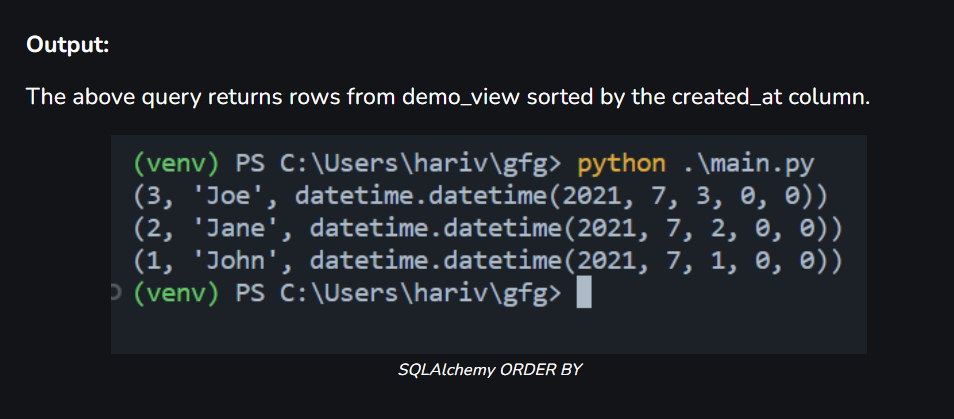 Output:
The above query returns rows from demo_view sorted by the created_at column.
(venv) PS C:\Users\hariv\gfg> python .\main.py
(3, 'Joe', datetime.datetime(2021, 7, 3, 0, 0))
(2, 'Jane', datetime.datetime(2021, 7, 2, 0, 0))
(1, 'John', datetime.datetime(2021, 7, 1, 0, 0))
(venv) PS C:\Users\hariv\gfg>
SQLAlchemy ORDER BY